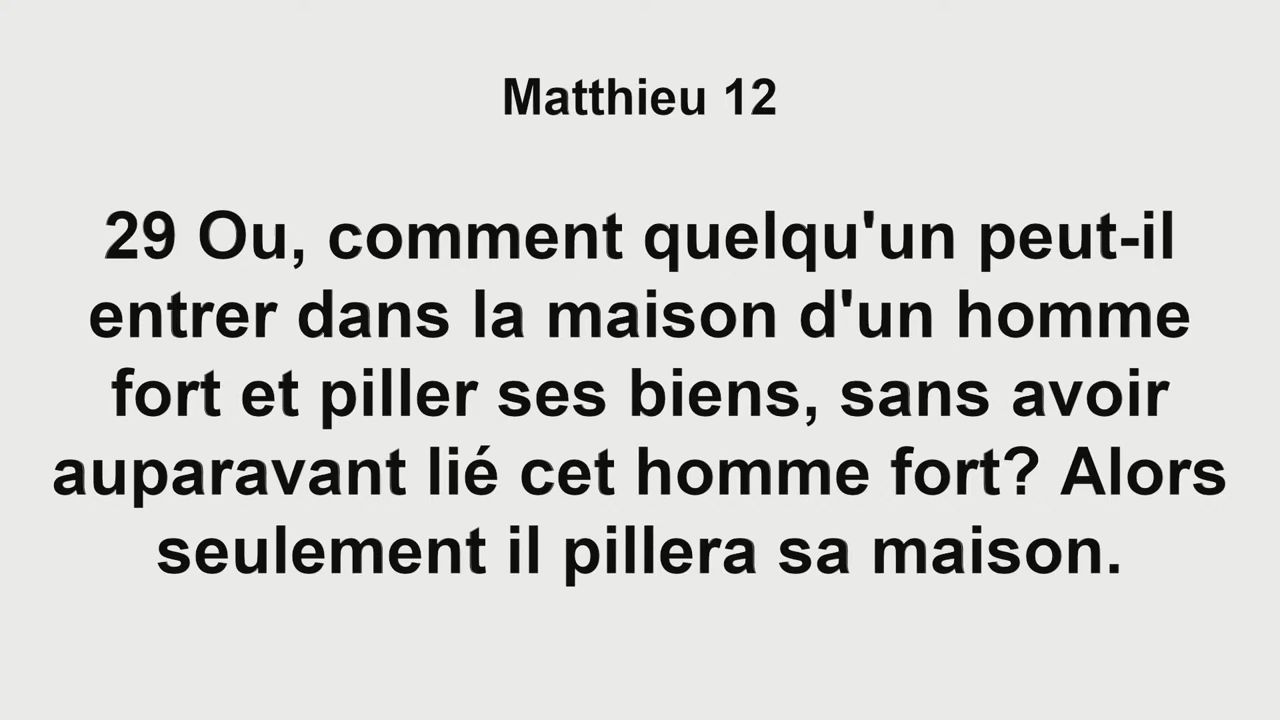 Matthieu 12
29 Ou, comment quelqu'un peut-il
entrer dans la maison d'un homme
fort et piller ses biens, sans avoir
auparavant lié cet homme fort? Alors
seulement il pillera sa maison.